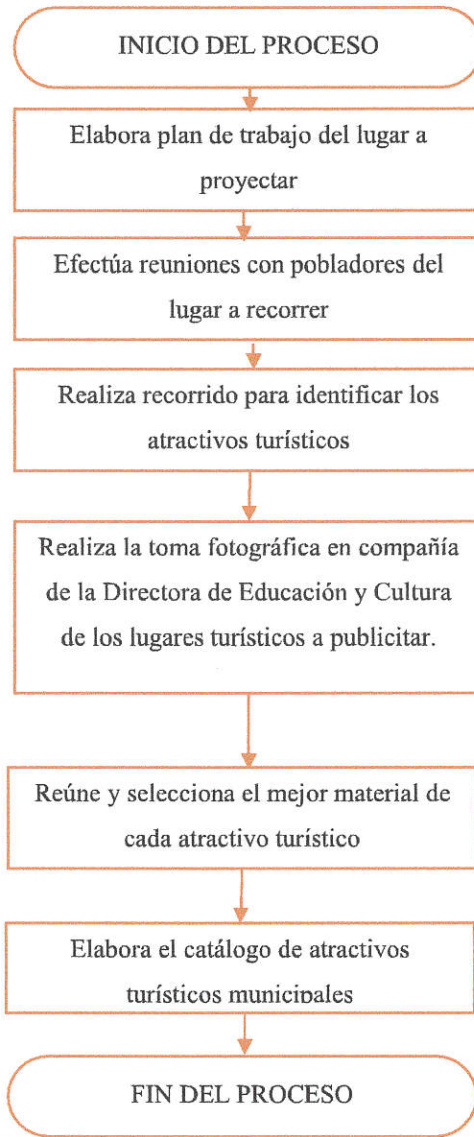 INICIO DEL PROCESO
Elabora plan de trabajo del lugar a
proyectar
Efectúa reuniones con pobladores del
lugar a recorrer
Realiza recorrido para identificar los
atractivos turísticos
Realiza la toma fotográfica en compañía
de la Directora de Educación y Cultura
de los lugares turísticos a publicitar.
Reúne y selecciona el mejor material de
cada atractivo turístico
Elabora el catálogo de atractivos
turísticos municipales
FIN DEL PROCESO